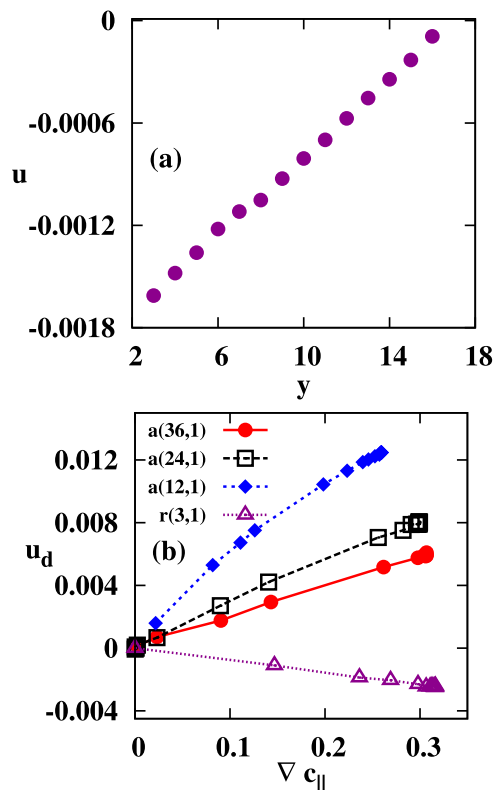 0
-0.0006
(a)
u
-0.0012
-0.0018
2 6 10 14 18
y
a(36,1)
0.012
a(24,1)
a(12,1)
0.008
r(3,1)
u_d (b)
0.004
0
-0.004
0 0.1 0.2 0.3
∇ c_||